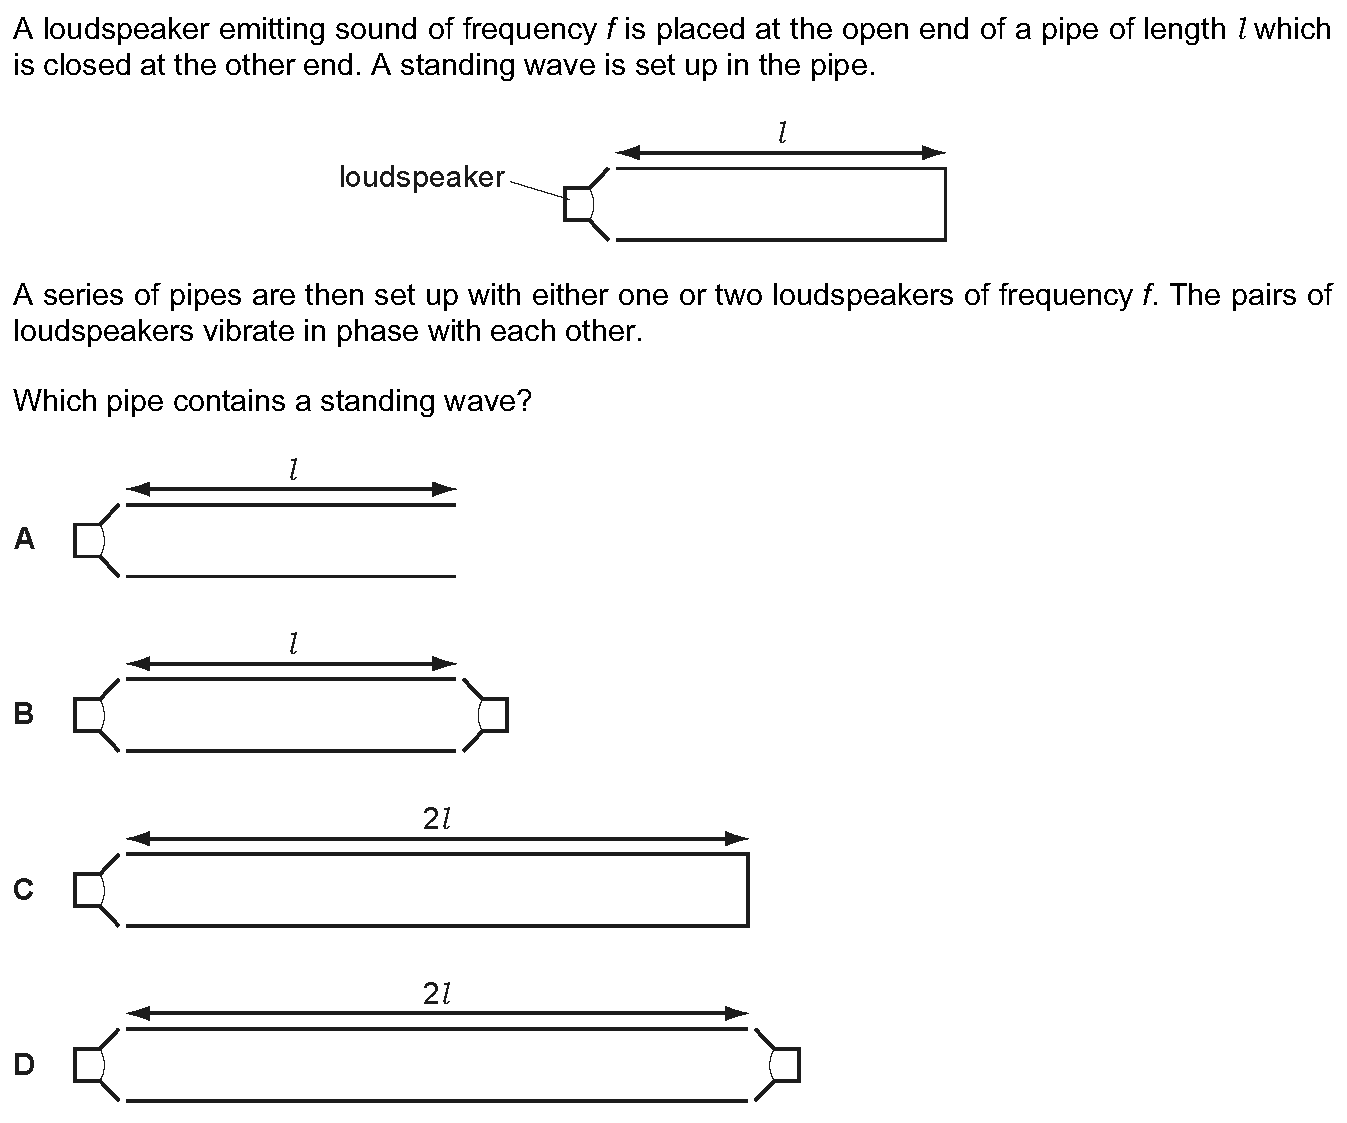 A loudspeaker emitting sound of frequency f is placed at the open end of a pipe of length l which
is closed at the other end. A standing wave is set up in the pipe.
l
loudspeaker
A series of pipes are then set up with either one or two loudspeakers of frequency f. The pairs of
loudspeakers vibrate in phase with each other.
Which pipe contains a standing wave?
l
A
l
B
2l
C
2l
D